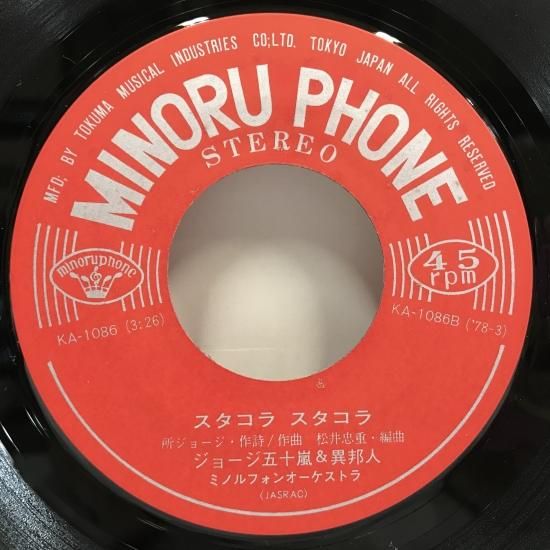 MFD; BY TOKUMA MUSICAL INDUSTRIES CO;LTD. TOKYO JAPAN ALL RIGHTS RESERVED
MINORU PHONE
STEREO
minoruphone
45
rpm
KA-1086 (3:26)
KA-1086B ('78-3)
スタコラ スタコラ
所ジョージ・作詩/作曲 松井忠重・編曲
ジョージ五十嵐&異邦人
ミノルフォンオーケストラ
(JASRAC)